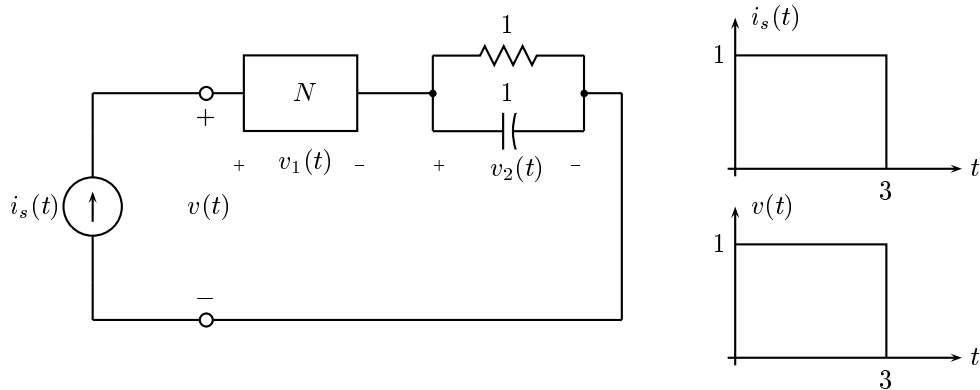 1
N
1
+
+ v₁(t) −
+ v₂(t) −
iₛ(t)
v(t)
−
iₛ(t)
1
t
3
v(t)
1
t
3